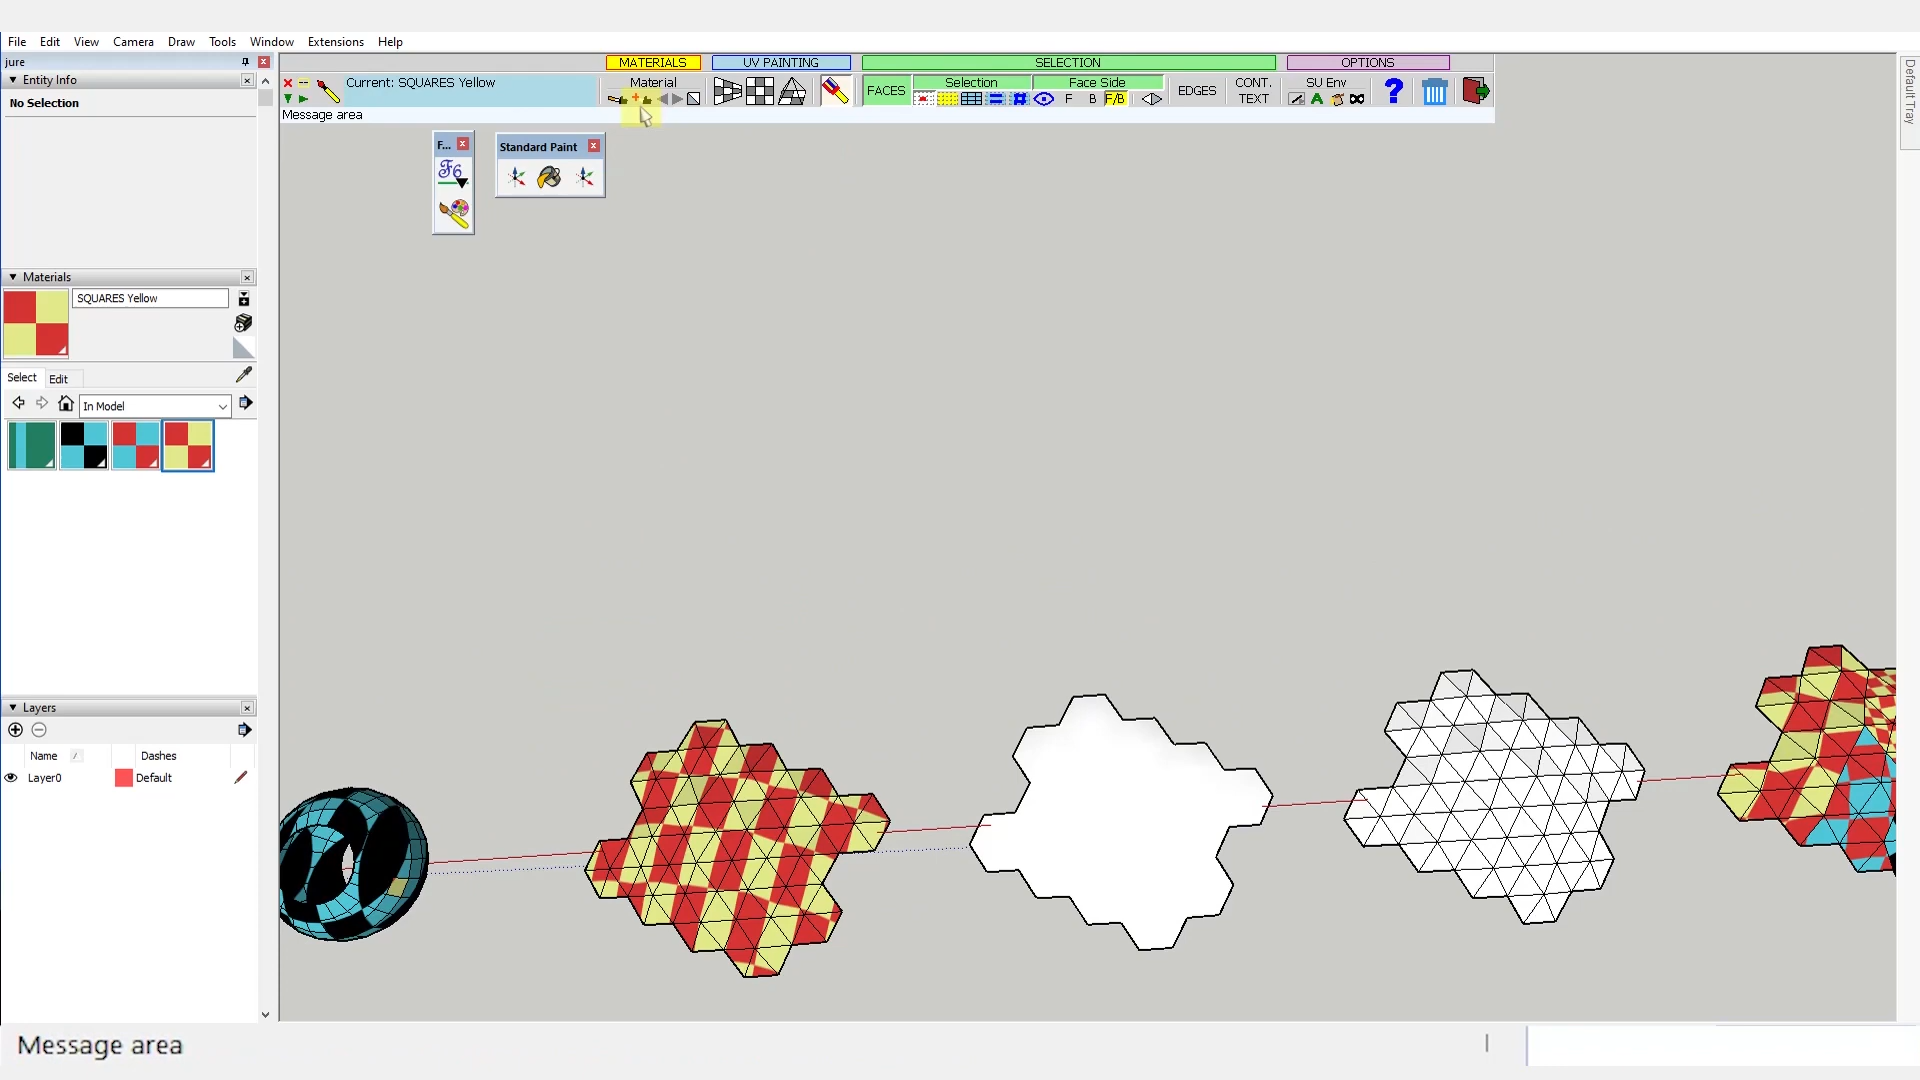 File Edit View Camera Draw Tools Window Extensions Help
jure
Entity Info
No Selection
MATERIALS UV PAINTING SELECTION OPTIONS
Current: SQUARES Yellow
Material
FACES
Selection Face Side
F B F/B
EDGES
CONT.
TEXT
SU Env
A
?
Message area
Default Tray
F...
F6
Standard Paint
Materials
SQUARES Yellow
Select Edit
In Model
Layers
Name Dashes
Layer0 Default
Message area